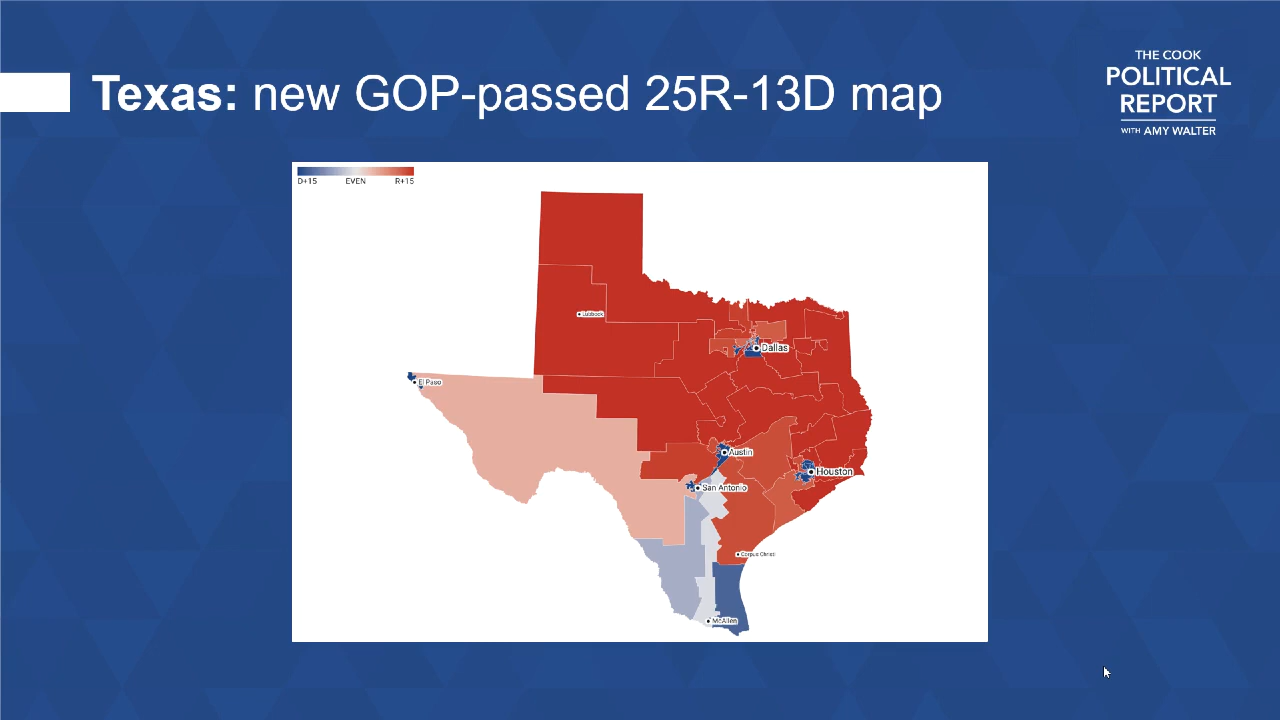 Texas: new GOP-passed 25R-13D map
THE COOK
POLITICAL
REPORT
WITH AMY WALTER
D+15 EVEN R+15
Lubbock
Dallas
El Paso
Austin
Houston
San Antonio
Corpus Christi
McAllen